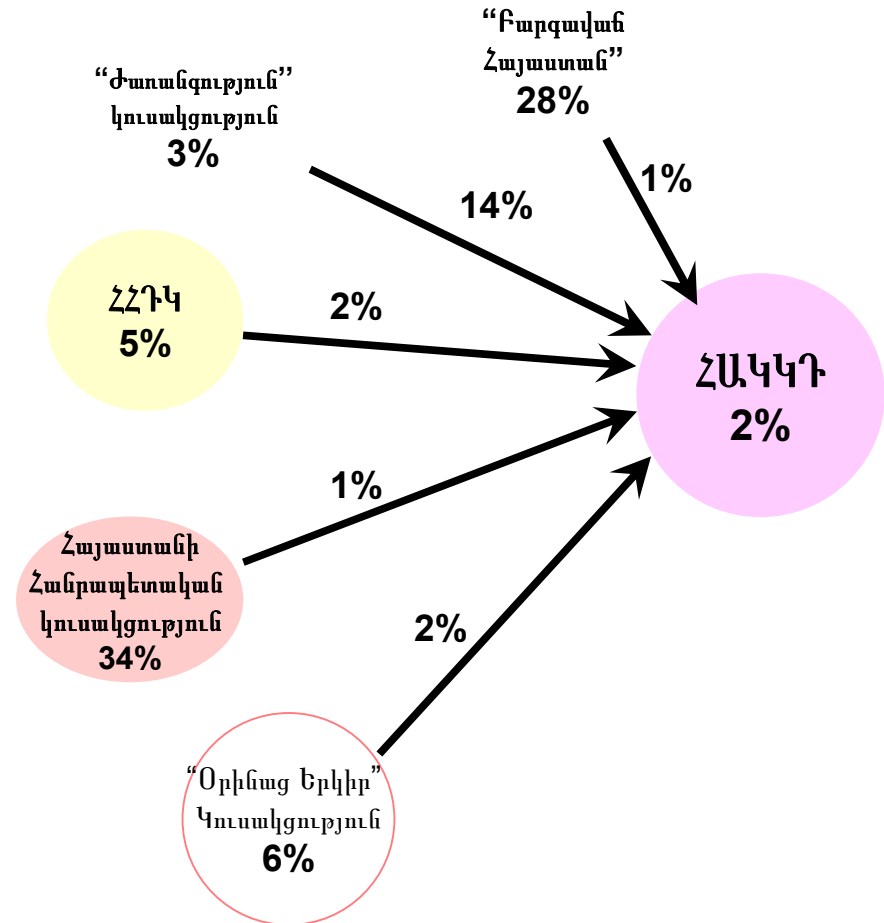 “Բարգավաճ
Հայաստան”
28%
“Ժառանգություն”
կուսակցություն
3%
1%
14%
ՀՀԴԿ
5%
2%
ՀԱԿԿԴ
2%
1%
Հայաստանի
Հանրապետական
կուսակցություն
34%
2%
“Օրինաց Երկիր”
Կուսակցություն
6%